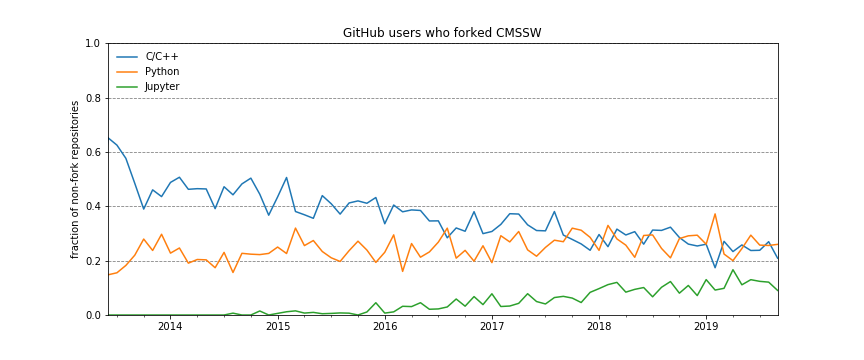 GitHub users who forked CMSSW
1.0
0.8
0.6
0.4
0.2
0.0
fraction of non-fork repositories
C/C++
Python
Jupyter
2014
2015
2016
2017
2018
2019